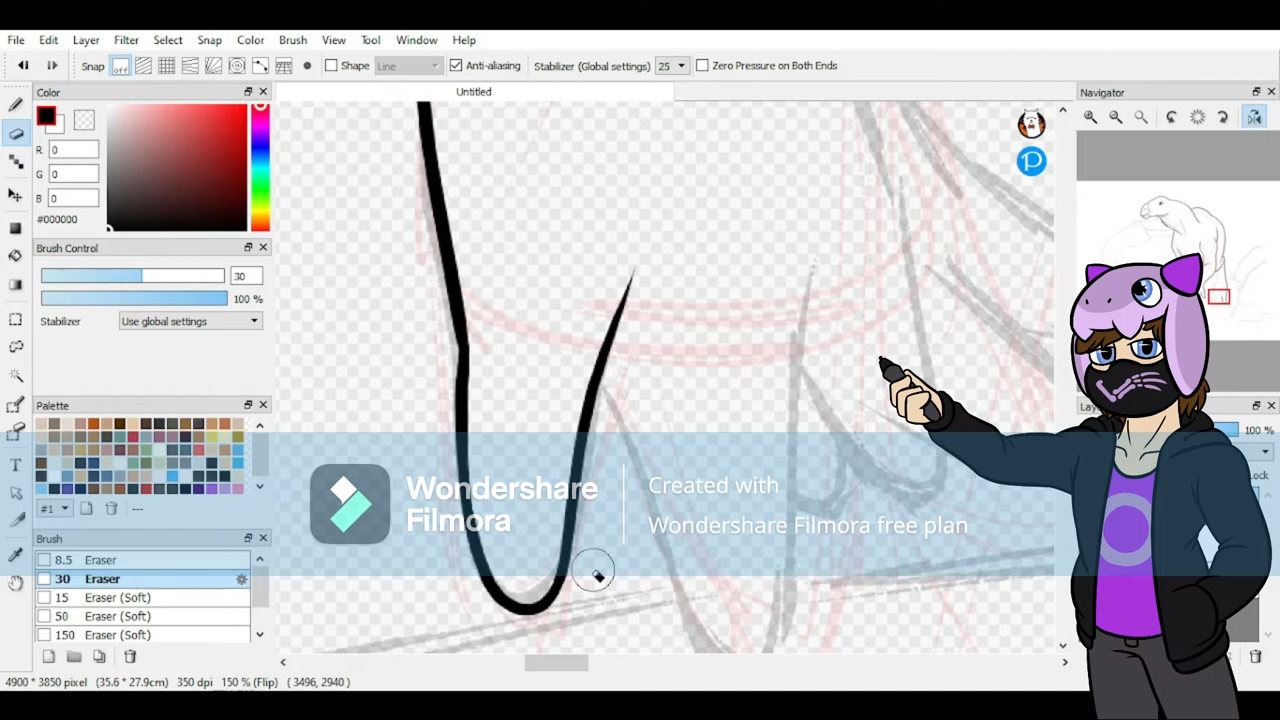 File Edit Layer Filter Select Snap Color Brush View Tool Window Help
Snap off Shape Line Anti-aliasing Stabilizer (Global settings) 25 Zero Pressure on Both Ends
Color
Untitled
Navigator
R 0
G 0
B 0
#000000
Brush Control
30
100 %
Stabilizer Use global settings
Palette
#1 ---
Brush
8.5 Eraser
30 Eraser
15 Eraser (Soft)
50 Eraser (Soft)
150 Eraser (Soft)
Wondershare
Filmora
Created with
Wondershare Filmora free plan
100 %
4900 * 3850 pixel (35.6 * 27.9cm) 350 dpi 150 % (Flip) ( 3496, 2940 )